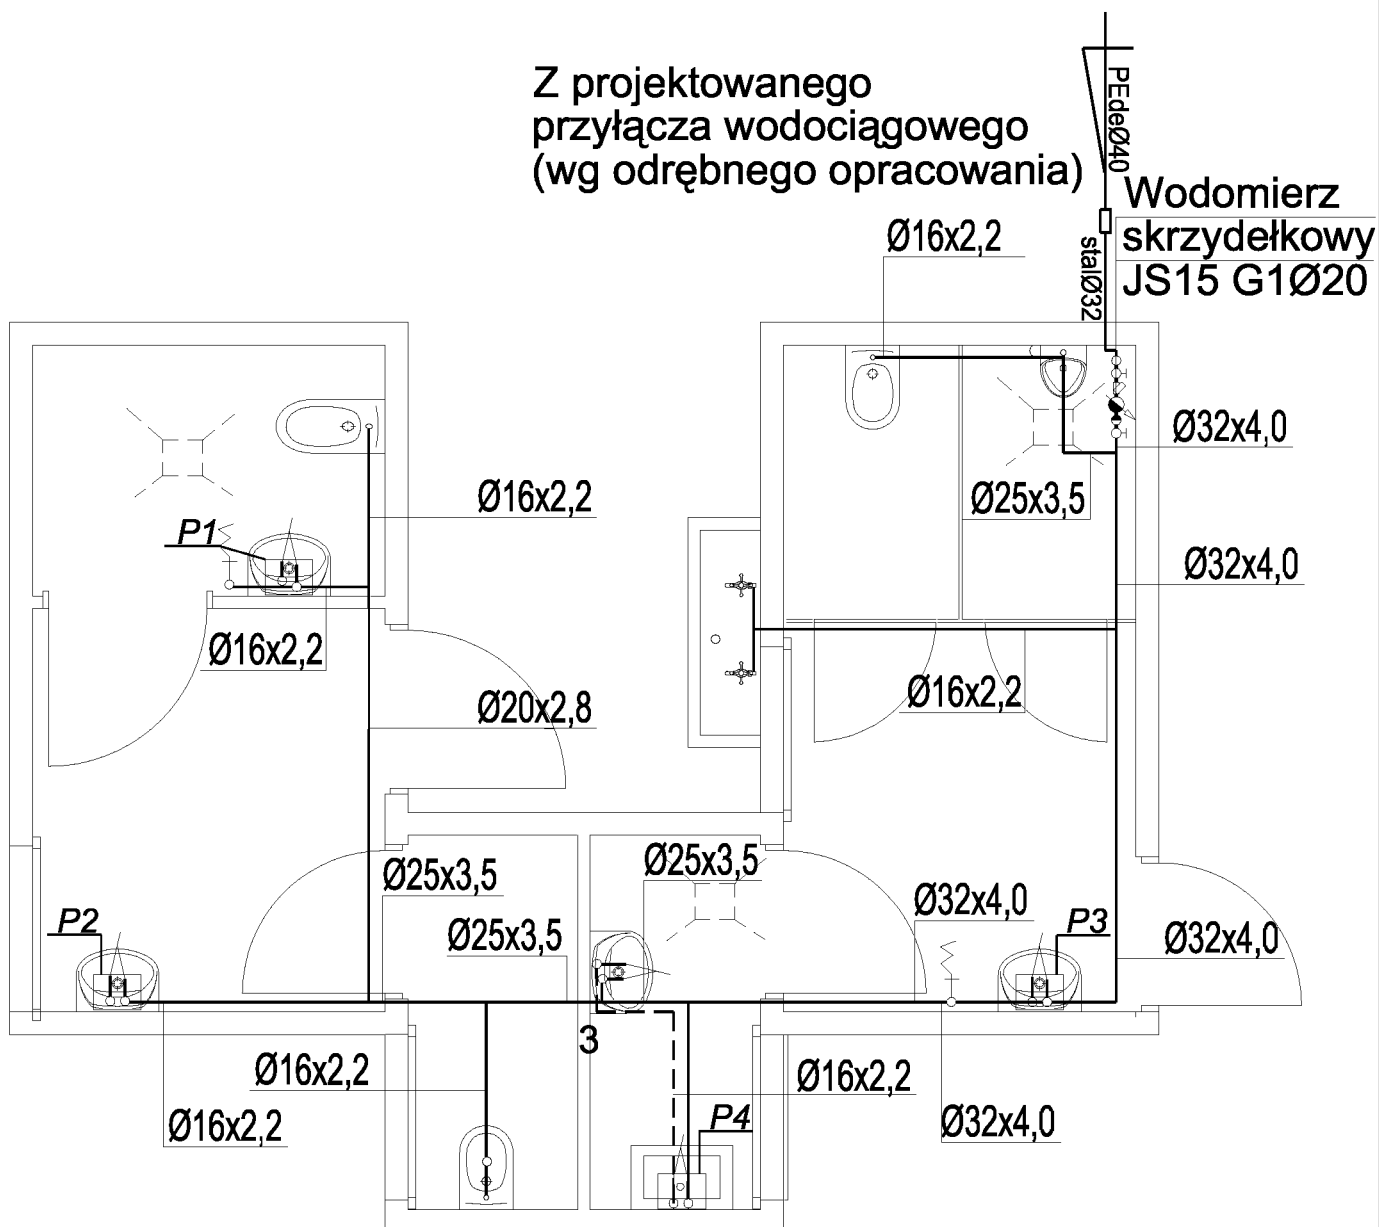 Z projektowanego
przyłącza wodociągowego
(wg odrębnego opracowania)
PEdeØ40
Wodomierz
skrzydełkowy
JS15 G1Ø20
stalØ32
Ø16x2,2
Ø32x4,0
Ø16x2,2
Ø25x3,5
P1
Ø32x4,0
Ø16x2,2
Ø20x2,8
Ø16x2,2
Ø25x3,5
Ø25x3,5
Ø32x4,0
P2
Ø25x3,5
P3
Ø32x4,0
3
Ø16x2,2
Ø16x2,2
Ø16x2,2
P4
Ø32x4,0